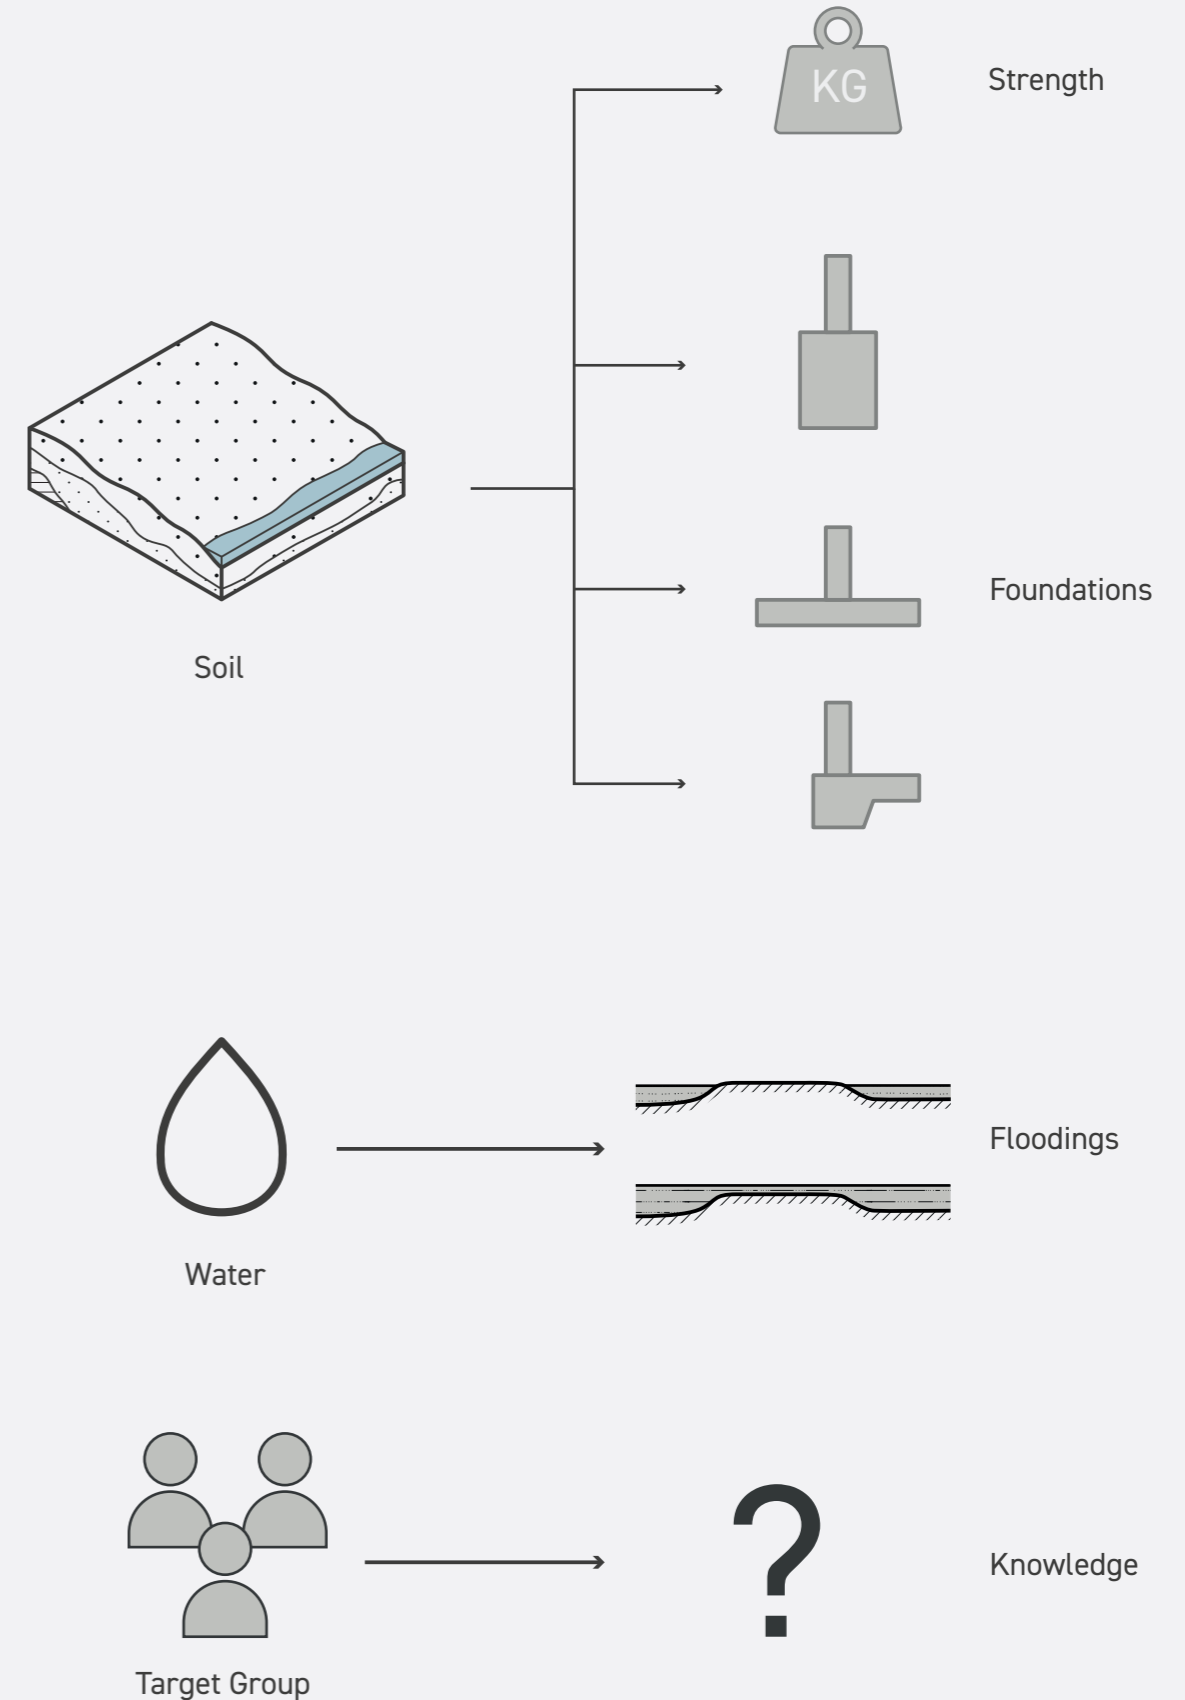 KG
Strength
Foundations
Soil
Floodings
Water
Knowledge
Target Group